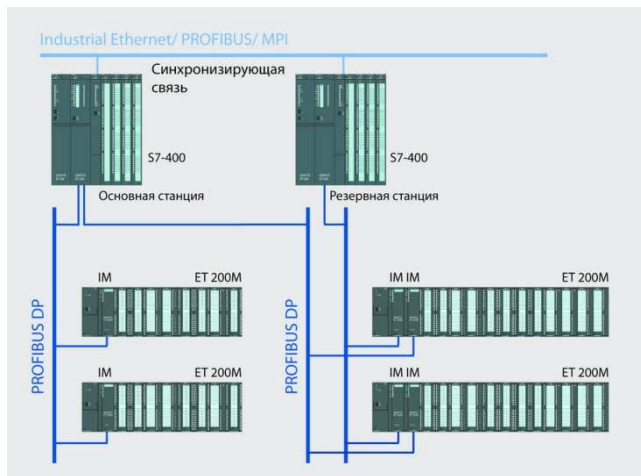 Industrial Ethernet/ PROFIBUS/ MPI
Синхронизирующая
связь
S7-400
S7-400
Основная станция
Резервная станция
PROFIBUS DP
PROFIBUS DP
IM
ET 200M
IM IM
ET 200M
IM
ET 200M
IM IM
ET 200M